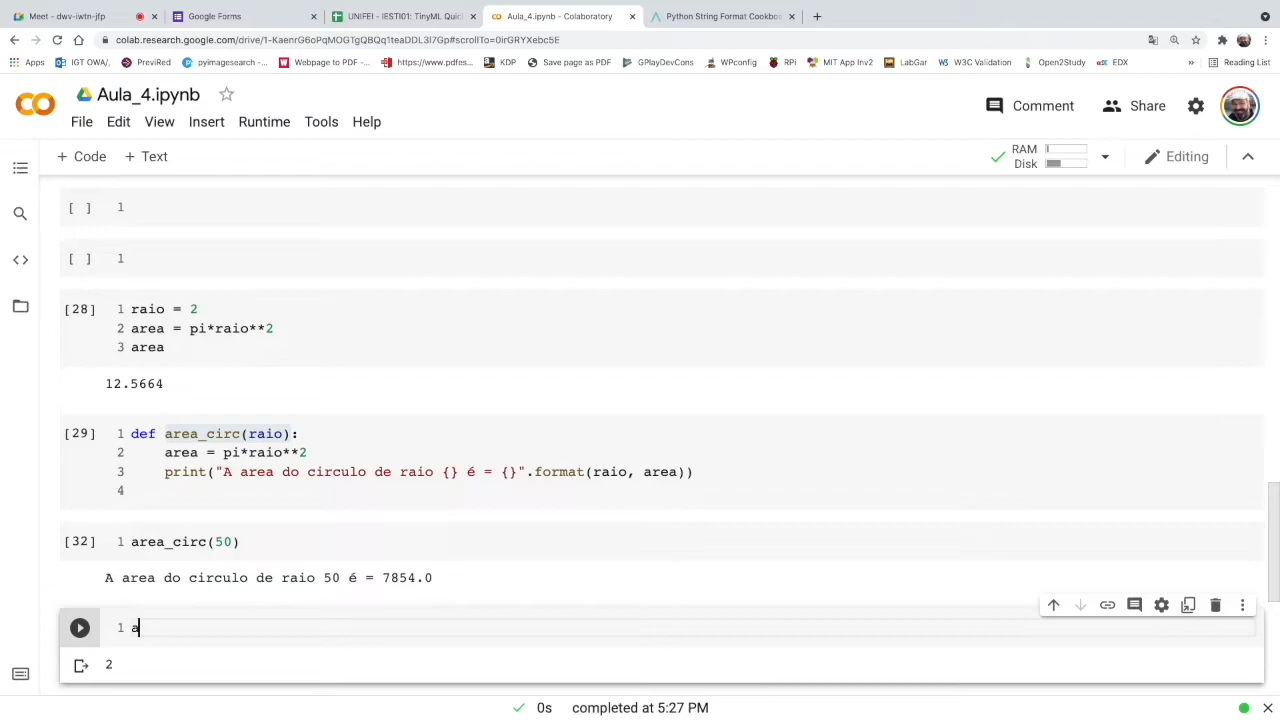 Meet - dwv-iwtn-jfp
Google Forms
UNIFEI - IESTI01: TinyML Quic
Aula_4.ipynb - Colaboratory
Python String Format Cookboo
colab.research.google.com/drive/1-KaenrG6oPqMOGTgQBQq1teaDDL3l7Gp#scrollTo=0irGRYXebc5E
Apps
IGT OWA/,
PreviRed
pyimagesearch -...
Webpage to PDF -...
https://www.pdfes...
KDP
Save page as PDF
GPlayDevCons
WPconfig
RPi
MIT App Inv2
LabGar
W3C Validation
Open2Study
EDX
»
Reading List
CO
Aula_4.ipynb
Comment
Share
File Edit View Insert Runtime Tools Help
+ Code + Text
RAM
Disk
Editing
[ ] 1
[ ] 1
[28] 1 raio = 2
2 area = pi*raio**2
3 area
12.5664
[29] 1 def area_circ(raio):
2 area = pi*raio**2
3 print("A area do circulo de raio {} é = {}".format(raio, area))
4
[32] 1 area_circ(50)
A area do circulo de raio 50 é = 7854.0
1 a
2
0s completed at 5:27 PM